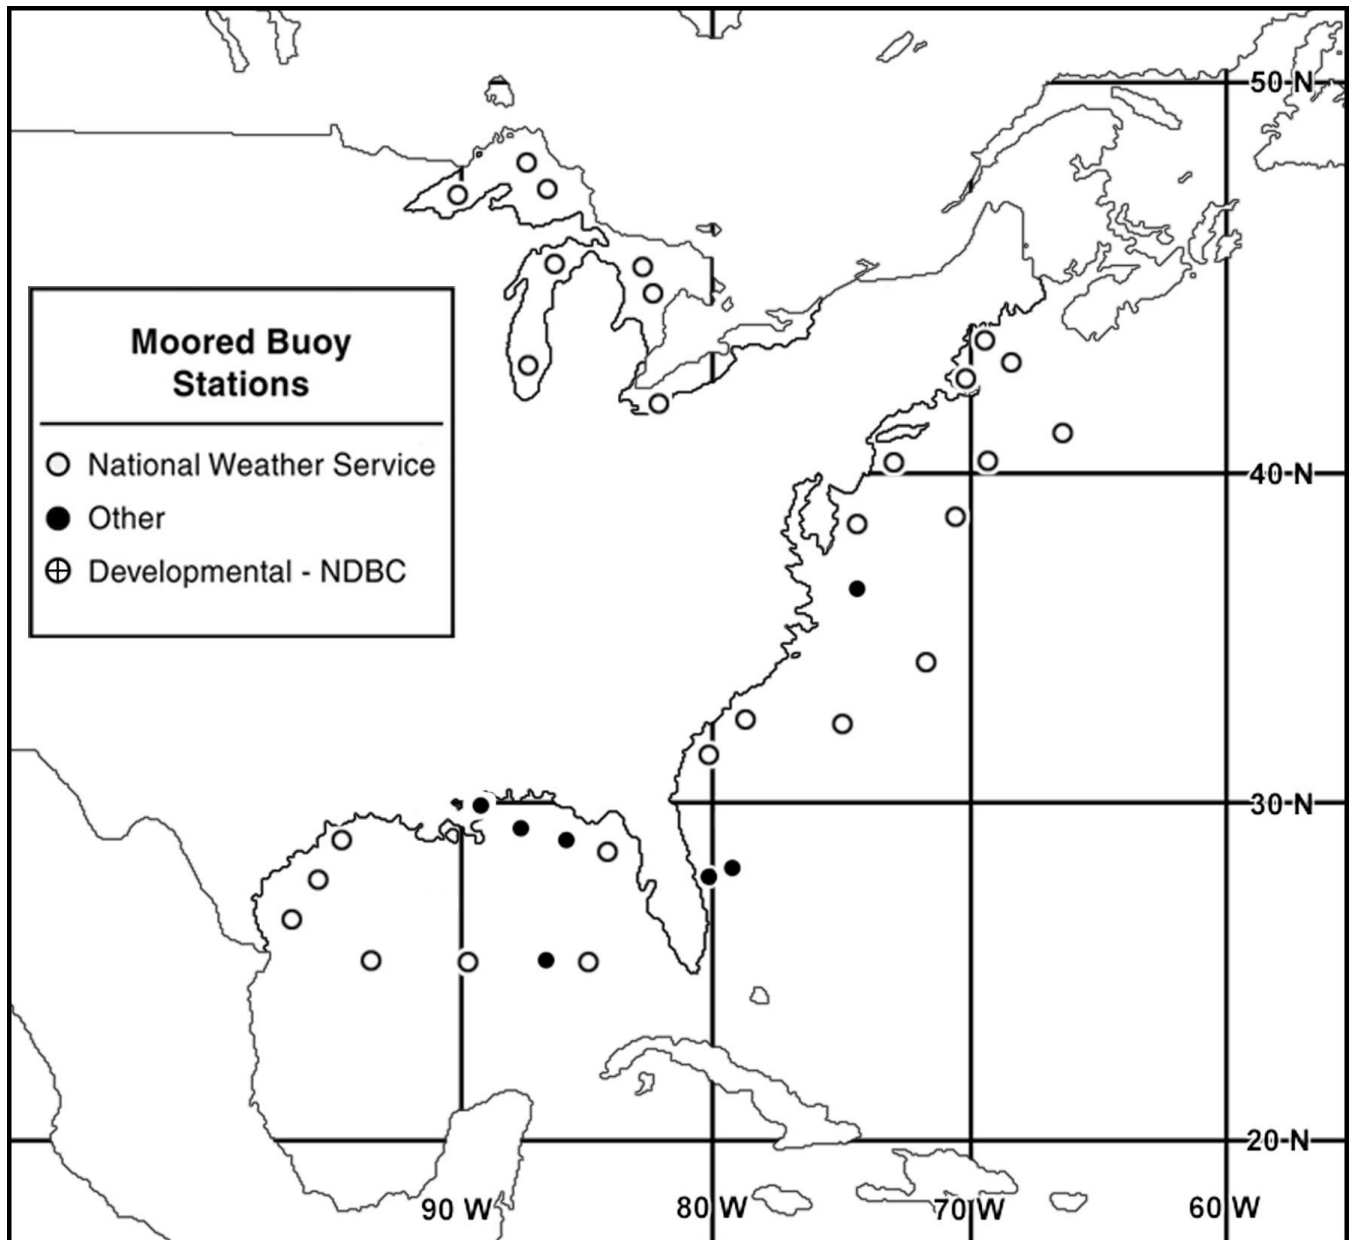 50 N
Moored Buoy
Stations
National Weather Service
40 N
Other
Developmental - NDBC
30 N
20 N
90 W 80 W 70 W 60 W